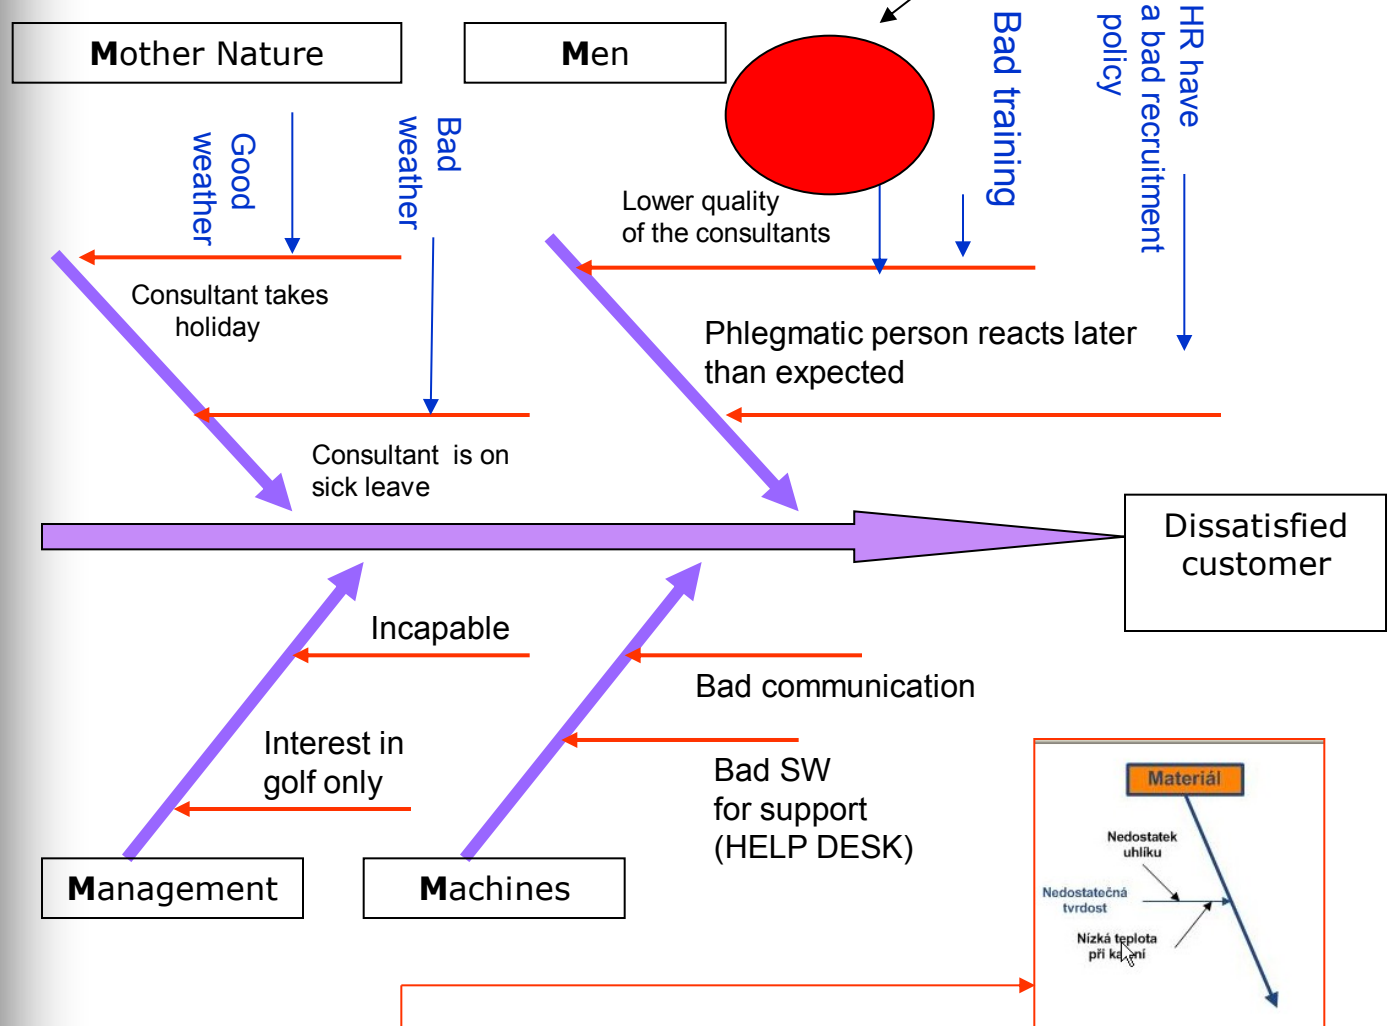 Mother Nature
Men
Good
weather
Bad
weather
Bad training
HR have
a bad recruitment
policy
Lower quality
of the consultants
Consultant takes
holiday
Phlegmatic person reacts later
than expected
Consultant is on
sick leave
Dissatisfied
customer
Incapable
Bad communication
Interest in
golf only
Bad SW
for support
(HELP DESK)
Management
Machines
Materiál
Nedostatek
uhlíku
Nedostatečná
tvrdost
Nízká teplota
při kalení